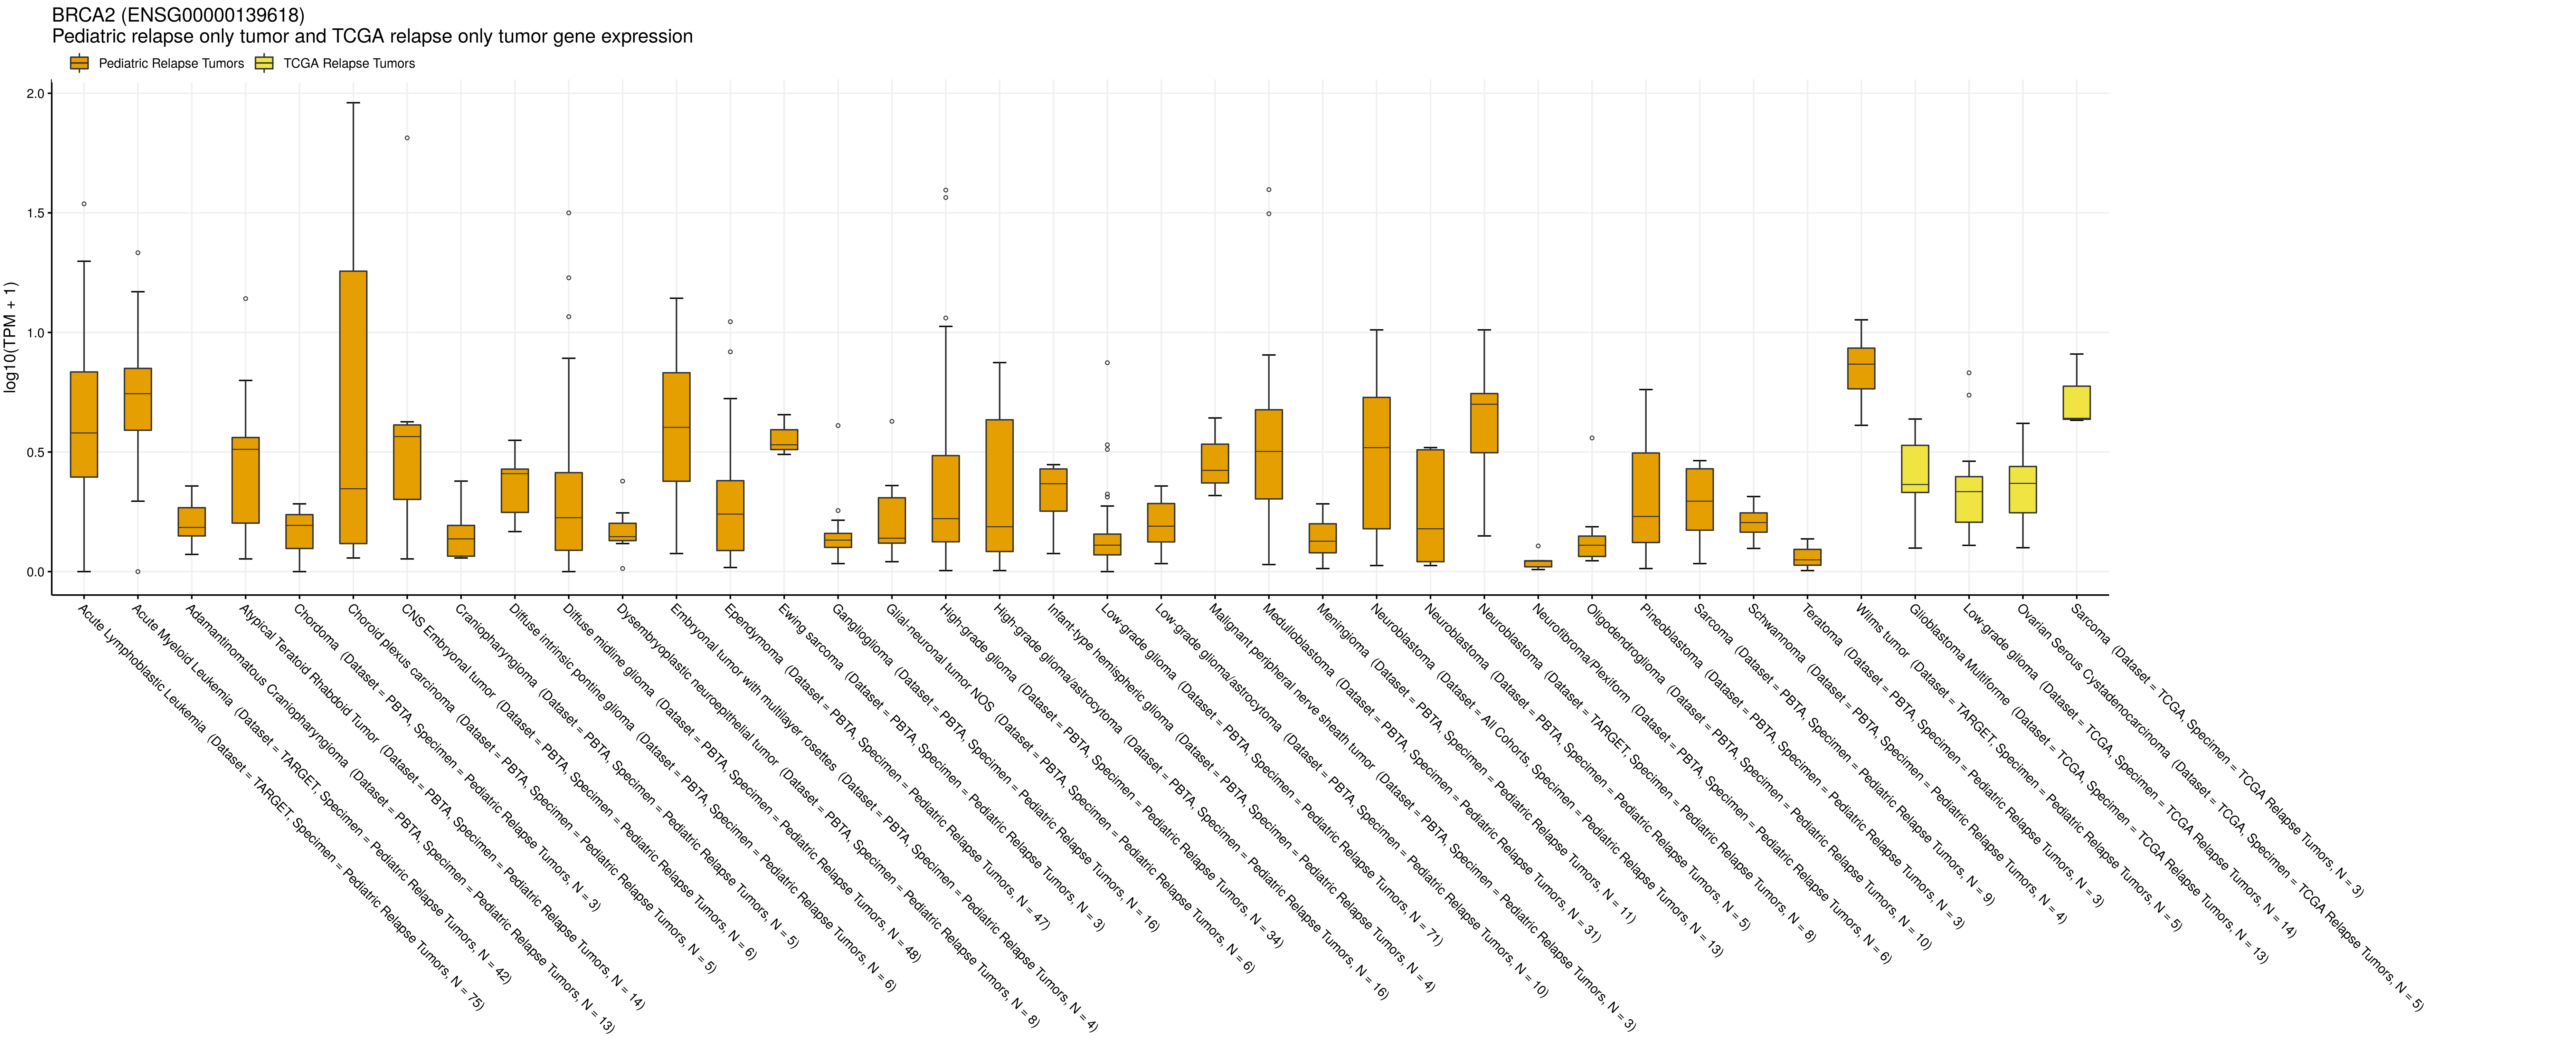 BRCA2 (ENSG00000139618)
Pediatric relapse only tumor and TCGA relapse only tumor gene expression
Pediatric Relapse Tumors
TCGA Relapse Tumors
log10(TPM + 1)
2.0
1.5
1.0
0.5
0.0
Acute Lymphoblastic Leukemia (Dataset = TARGET, Specimen = Pediatric Relapse Tumors, N = 75)
Acute Myeloid Leukemia (Dataset = TARGET, Specimen = Pediatric Relapse Tumors, N = 42)
Adamantinomatous Craniopharyngioma (Dataset = PBTA, Specimen = Pediatric Relapse Tumors, N = 13)
Atypical Teratoid Rhabdoid Tumor (Dataset = PBTA, Specimen = Pediatric Relapse Tumors, N = 14)
Chordoma (Dataset = PBTA, Specimen = Pediatric Relapse Tumors, N = 3)
Choroid plexus carcinoma (Dataset = PBTA, Specimen = Pediatric Relapse Tumors, N = 5)
CNS Embryonal tumor (Dataset = PBTA, Specimen = Pediatric Relapse Tumors, N = 6)
Craniopharyngioma (Dataset = PBTA, Specimen = Pediatric Relapse Tumors, N = 5)
Diffuse intrinsic pontine glioma (Dataset = PBTA, Specimen = Pediatric Relapse Tumors, N = 6)
Diffuse midline glioma (Dataset = PBTA, Specimen = Pediatric Relapse Tumors, N = 48)
Dysembryoplastic neuroepithelial tumor (Dataset = PBTA, Specimen = Pediatric Relapse Tumors, N = 8)
Embryonal tumor with multilayer rosettes (Dataset = PBTA, Specimen = Pediatric Relapse Tumors, N = 4)
Ependymoma (Dataset = PBTA, Specimen = Pediatric Relapse Tumors, N = 47)
Ewing sarcoma (Dataset = PBTA, Specimen = Pediatric Relapse Tumors, N = 3)
Ganglioglioma (Dataset = PBTA, Specimen = Pediatric Relapse Tumors, N = 16)
Glial-neuronal tumor NOS (Dataset = PBTA, Specimen = Pediatric Relapse Tumors, N = 6)
High-grade glioma (Dataset = PBTA, Specimen = Pediatric Relapse Tumors, N = 34)
High-grade glioma/astrocytoma (Dataset = PBTA, Specimen = Pediatric Relapse Tumors, N = 16)
Infant-type hemispheric glioma (Dataset = PBTA, Specimen = Pediatric Relapse Tumors, N = 4)
Low-grade glioma (Dataset = PBTA, Specimen = Pediatric Relapse Tumors, N = 71)
Low-grade glioma/astrocytoma (Dataset = PBTA, Specimen = Pediatric Relapse Tumors, N = 10)
Malignant peripheral nerve sheath tumor (Dataset = PBTA, Specimen = Pediatric Relapse Tumors, N = 3)
Medulloblastoma (Dataset = PBTA, Specimen = Pediatric Relapse Tumors, N = 31)
Meningioma (Dataset = PBTA, Specimen = Pediatric Relapse Tumors, N = 11)
Neuroblastoma (Dataset = All Cohorts, Specimen = Pediatric Relapse Tumors, N = 13)
Neuroblastoma (Dataset = PBTA, Specimen = Pediatric Relapse Tumors, N = 5)
Neuroblastoma (Dataset = TARGET, Specimen = Pediatric Relapse Tumors, N = 8)
Neurofibroma/Plexiform (Dataset = PBTA, Specimen = Pediatric Relapse Tumors, N = 6)
Oligodendroglioma (Dataset = PBTA, Specimen = Pediatric Relapse Tumors, N = 10)
Pineoblastoma (Dataset = PBTA, Specimen = Pediatric Relapse Tumors, N = 3)
Sarcoma (Dataset = PBTA, Specimen = Pediatric Relapse Tumors, N = 9)
Schwannoma (Dataset = PBTA, Specimen = Pediatric Relapse Tumors, N = 4)
Teratoma (Dataset = PBTA, Specimen = Pediatric Relapse Tumors, N = 3)
Wilms tumor (Dataset = TARGET, Specimen = Pediatric Relapse Tumors, N = 5)
Glioblastoma Multiforme (Dataset = TCGA, Specimen = TCGA Relapse Tumors, N = 13)
Low-grade glioma (Dataset = TCGA, Specimen = TCGA Relapse Tumors, N = 14)
Ovarian Serous Cystadenocarcinoma (Dataset = TCGA, Specimen = TCGA Relapse Tumors, N = 5)
Sarcoma (Dataset = TCGA, Specimen = TCGA Relapse Tumors, N = 3)